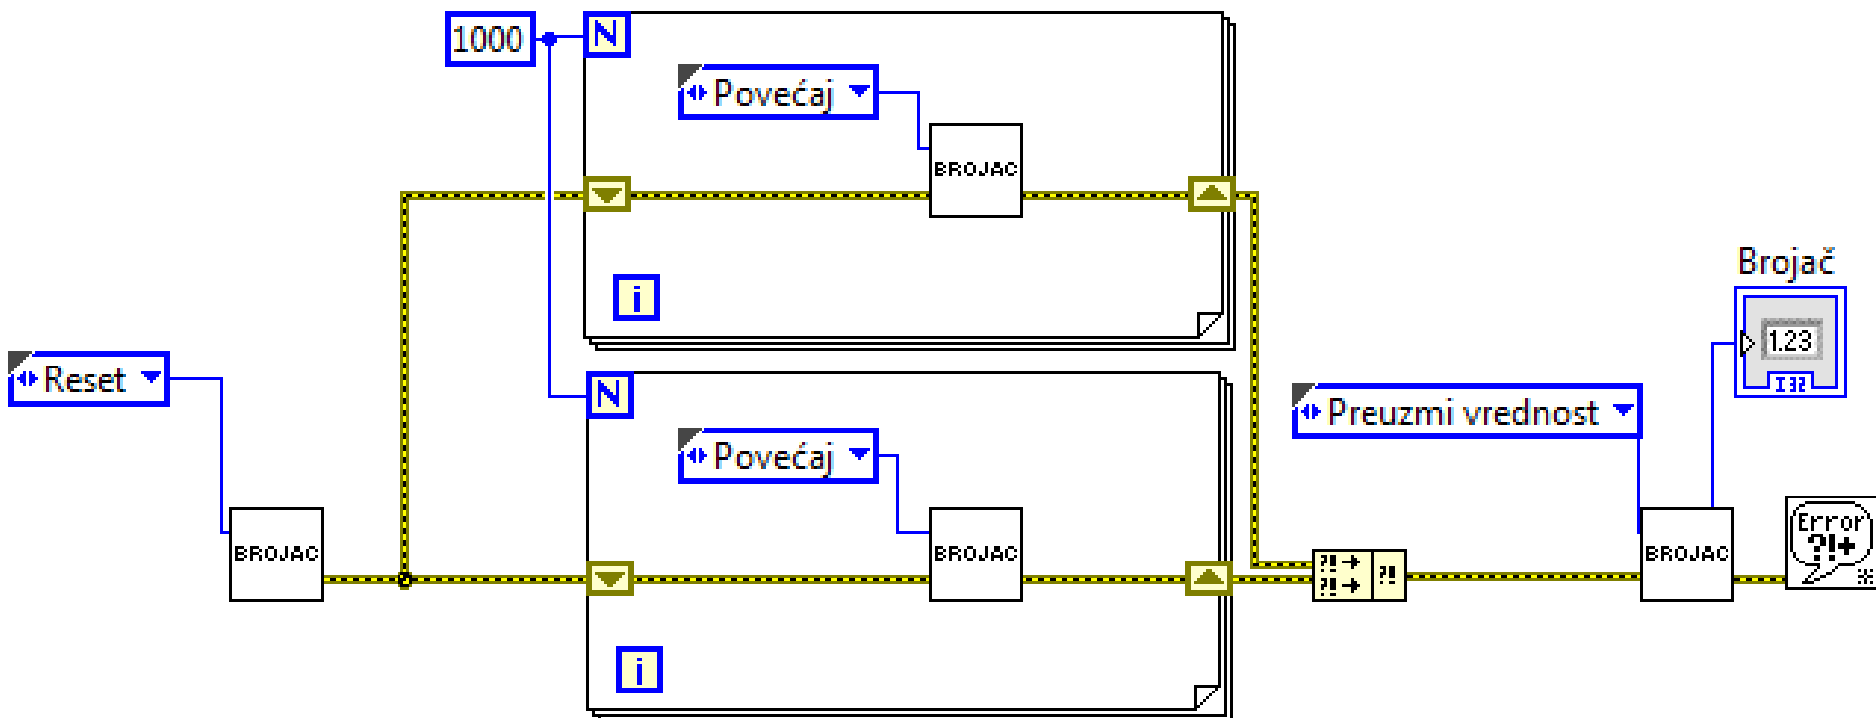 1000
N
Povećaj
BROJAC
i
Brojač
1.23
I32
Reset
N
Povećaj
Preuzmi vrednost
BROJAC
BROJAC
?! →
?! →
?!
BROJAC
Error
?!+
i